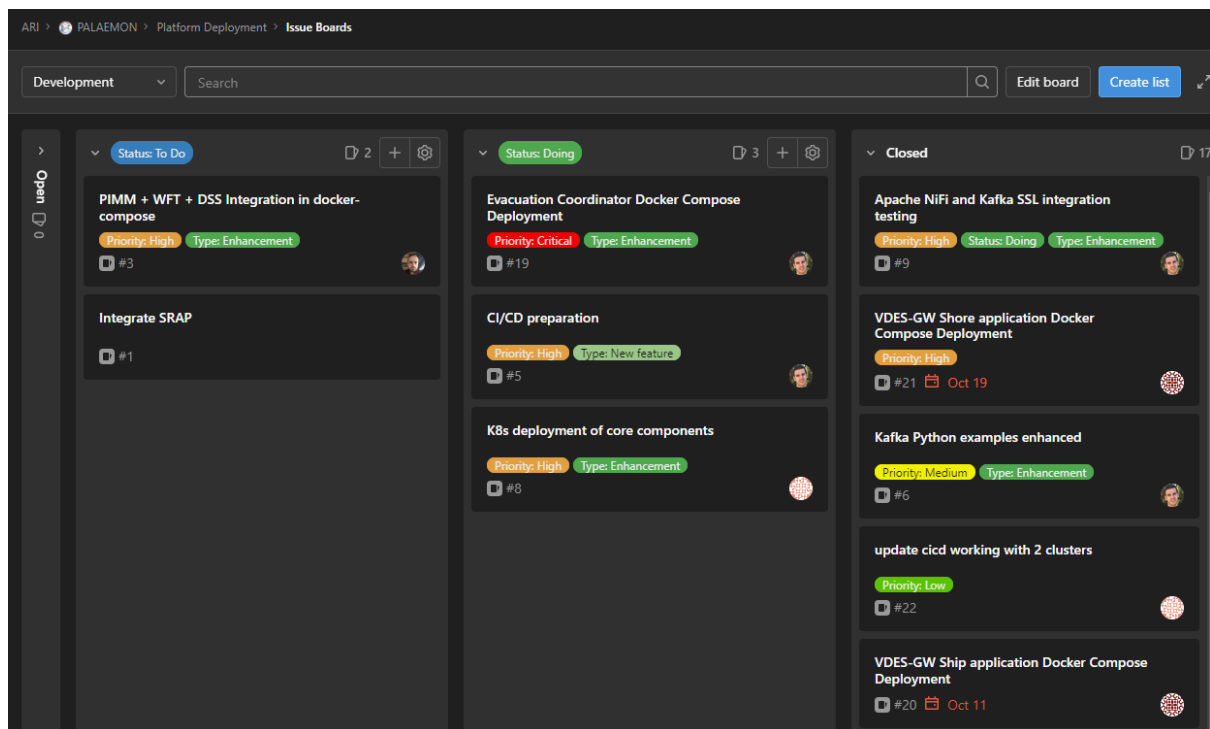 ARI > PALAEMON > Platform Deployment > Issue Boards
Development
Search
Edit board
Create list
Open
0
Status: To Do
2
PIMM + WFT + DSS Integration in docker-
compose
Priority: High Type: Enhancement
#3
Integrate SRAP
#1
Status: Doing
3
Evacuation Coordinator Docker Compose
Deployment
Priority: Critical Type: Enhancement
#19
CI/CD preparation
Priority: High Type: New feature
#5
K8s deployment of core components
Priority: High Type: Enhancement
#8
Closed
17
Apache NiFi and Kafka SSL integration
testing
Priority: High Status: Doing Type: Enhancement
#9
VDES-GW Shore application Docker
Compose Deployment
Priority: High
#21 Oct 19
Kafka Python examples enhanced
Priority: Medium Type: Enhancement
#6
update cicd working with 2 clusters
Priority: Low
#22
VDES-GW Ship application Docker Compose
Deployment
#20 Oct 11